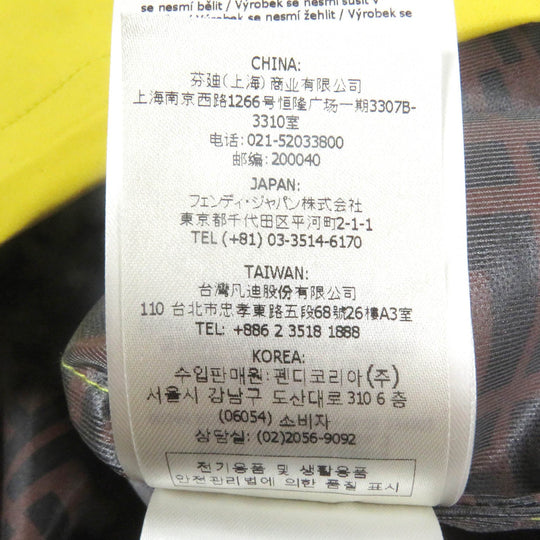 se nesmí bělit / Výrobek se nesmí sušit v
se nesmí žehlit / Výrobek se
CHINA:
芬迪(上海) 商业有限公司
上海南京西路1266号恒隆广场一期3307B-
3310室
电话: 021-52033800
邮编: 200040
JAPAN:
フェンディ・ジャパン株式会社
東京都千代田区平河町2-1-1
TEL (+81) 03-3514-6170
TAIWAN:
台灣凡迪股份有限公司
110 台北市忠孝東路五段68號26樓A3室
TEL: +886 2 3518 1888
KOREA:
수입판매원: 펜디코리아(주)
서울시 강남구 도산대로 310 6 층
(06054) 소비자
상담실: (02)2056-9092
전기용품 및 생활용품
안전관리법에 의한 품질 표시